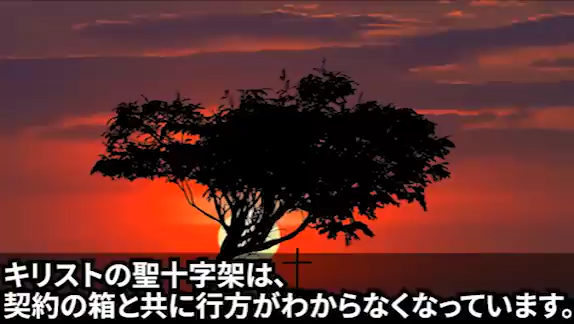 キリストの聖十字架は、
契約の箱と共に行方がわからなくなっています。